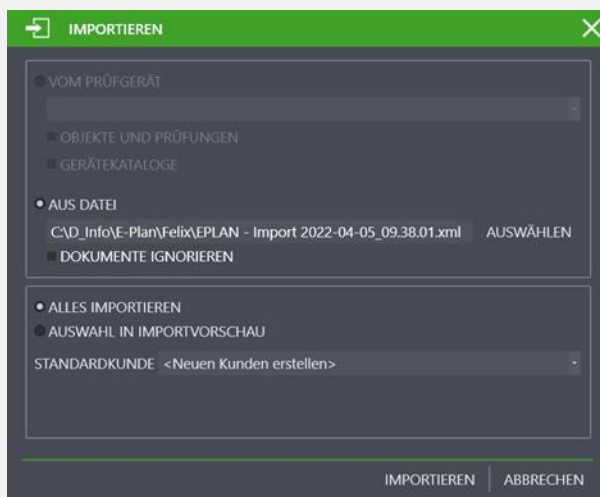 IMPORTIEREN
VOM PRÜFGERÄT
OBJEKTE UND PRÜFUNGEN
GERÄTEKATALOGE
AUS DATEI
C:\D_Info\E-Plan\Felix\EPLAN - Import 2022-04-05_09.38.01.xml AUSWÄHLEN
DOKUMENTE IGNORIEREN
ALLES IMPORTIEREN
AUSWAHL IN IMPORTVORSCHAU
STANDARDKUNDE <Neuen Kunden erstellen>
IMPORTIEREN ABBRECHEN